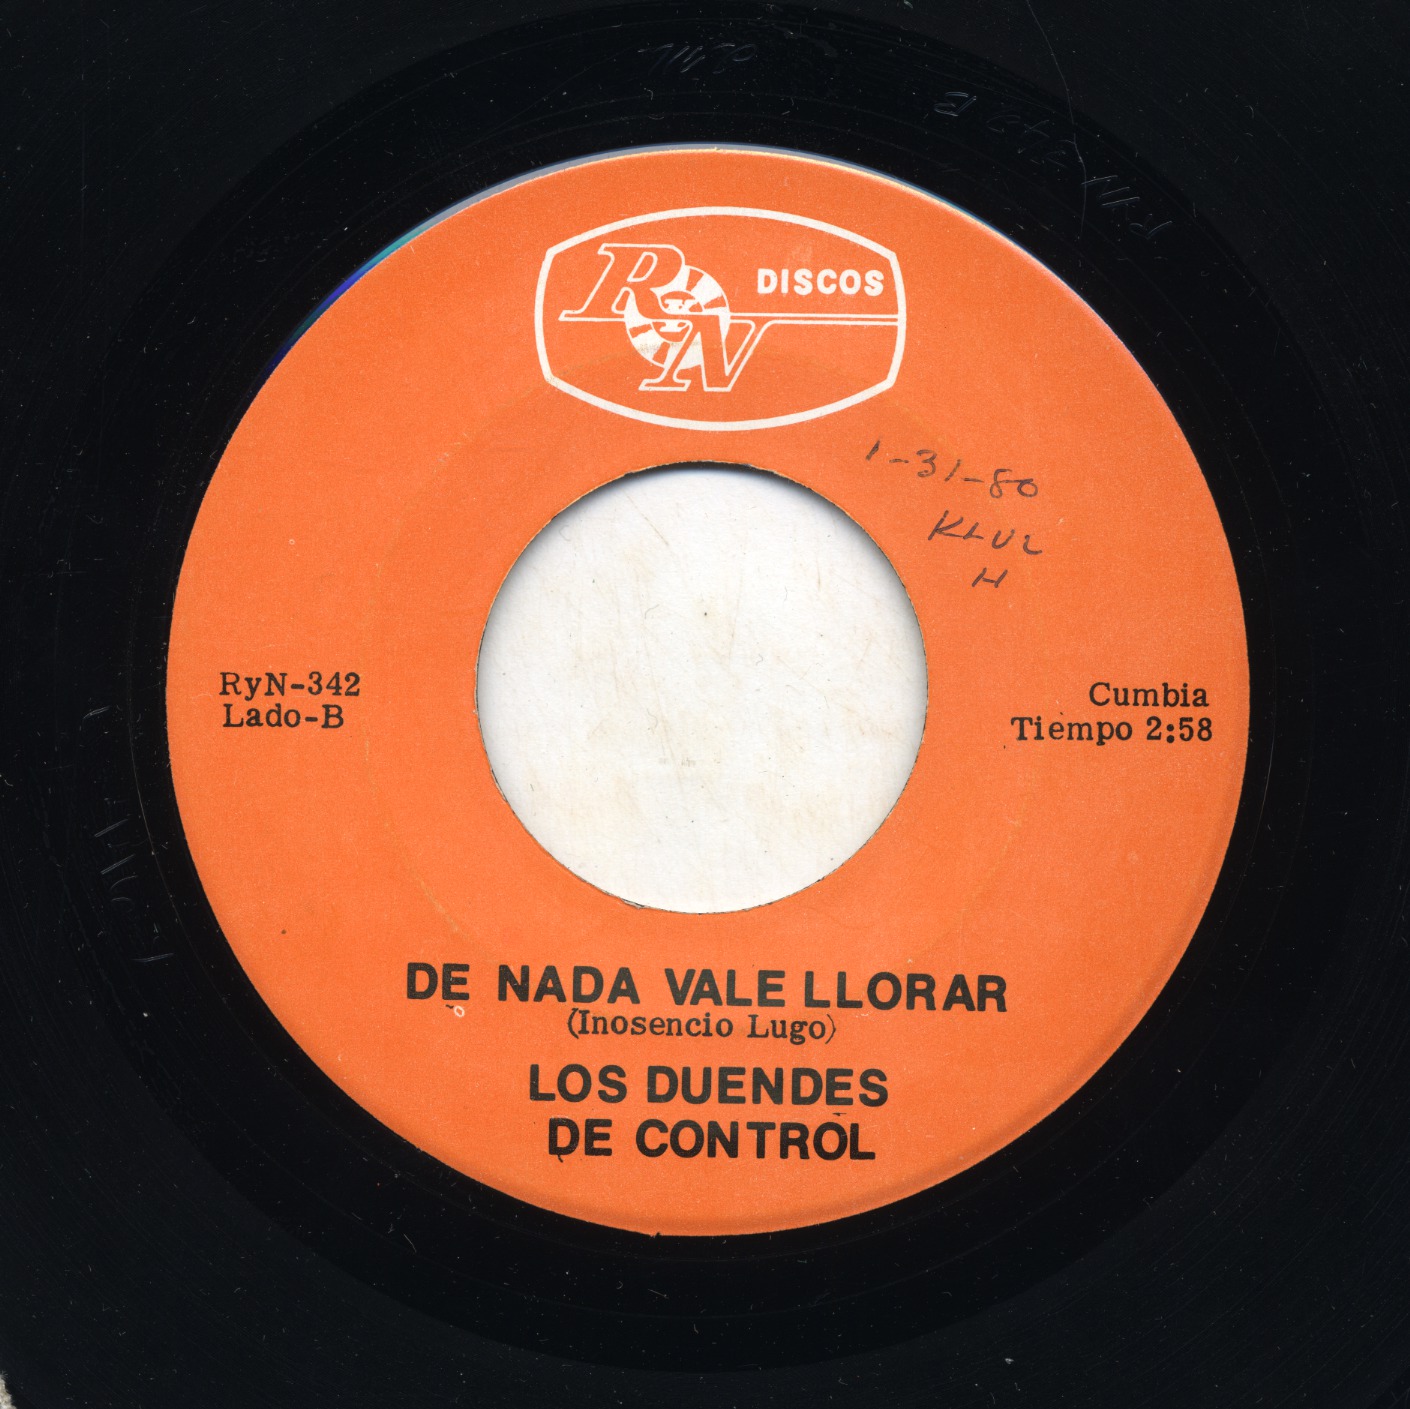 RyN
DISCOS
1-31-80
H
RyN-342
Lado-B
Cumbia
Tiempo 2:58
DE NADA VALE LLORAR
(Inosencio Lugo)
LOS DUENDES
DE CONTROL